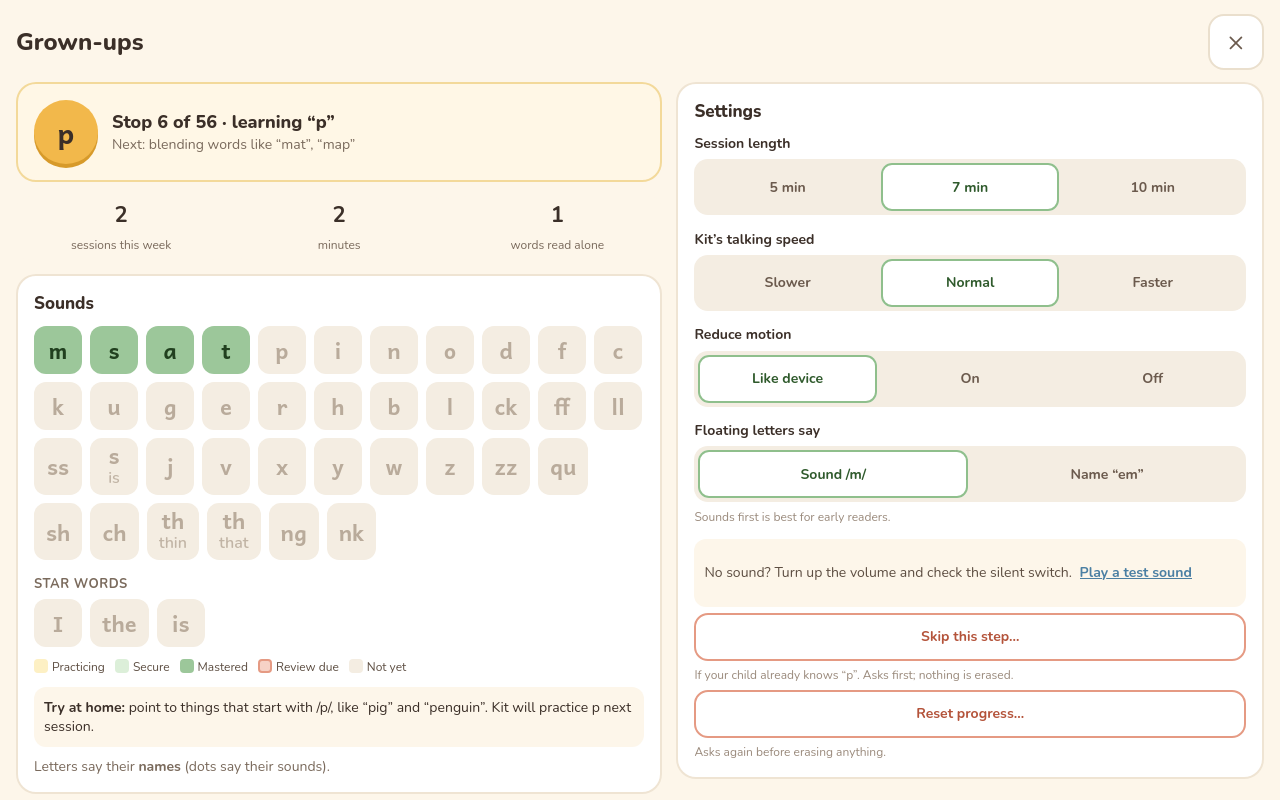 Grown-ups
p
Stop 6 of 56 · learning “p”
Next: blending words like “mat”, “map”
2
sessions this week
2
minutes
1
words read alone
Sounds
m s a t p i n o d f c
k u g e r h b l ck ff ll
ss s is j v x y w z zz qu
sh ch th thin th that ng nk
STAR WORDS
I the is
Practicing Secure Mastered Review due Not yet
Try at home: point to things that start with /p/, like “pig” and “penguin”. Kit will practice p next
session.
Letters say their names (dots say their sounds).
Settings
Session length
5 min 7 min 10 min
Kit’s talking speed
Slower Normal Faster
Reduce motion
Like device On Off
Floating letters say
Sound /m/ Name “em”
Sounds first is best for early readers.
No sound? Turn up the volume and check the silent switch. Play a test sound
Skip this step…
If your child already knows “p”. Asks first; nothing is erased.
Reset progress…
Asks again before erasing anything.